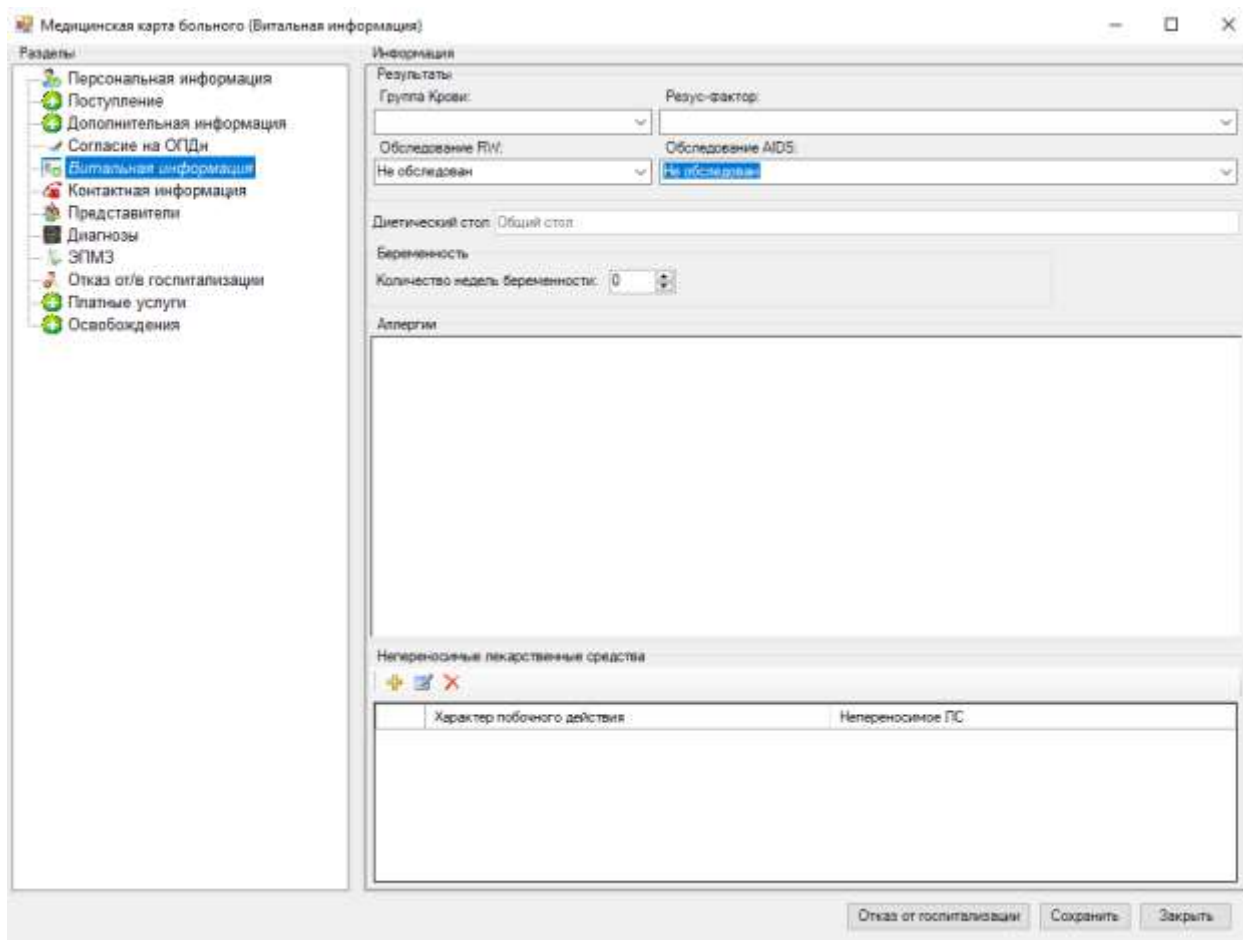 Медицинская карта больного (Витальная информация)
Разделы
Персональная информация
Поступление
Дополнительная информация
Согласие на ОПДн
Витальная информация
Контактная информация
Представители
Диагнозы
ЭПМЗ
Отказ от/в госпитализации
Платные услуги
Освобождения
Информация
Результаты
Группа Крови: Резус-фактор:
Обследование RW: Обследование AIDS:
Не обследован Не обследован
Диетический стол Общий стол
Беременность
Количество недель беременности: 0
Аллергии
Непереносимые лекарственные средства
Характер побочного действия Непереносимое ЛС
Отказ от госпитализации Сохранить Закрыть